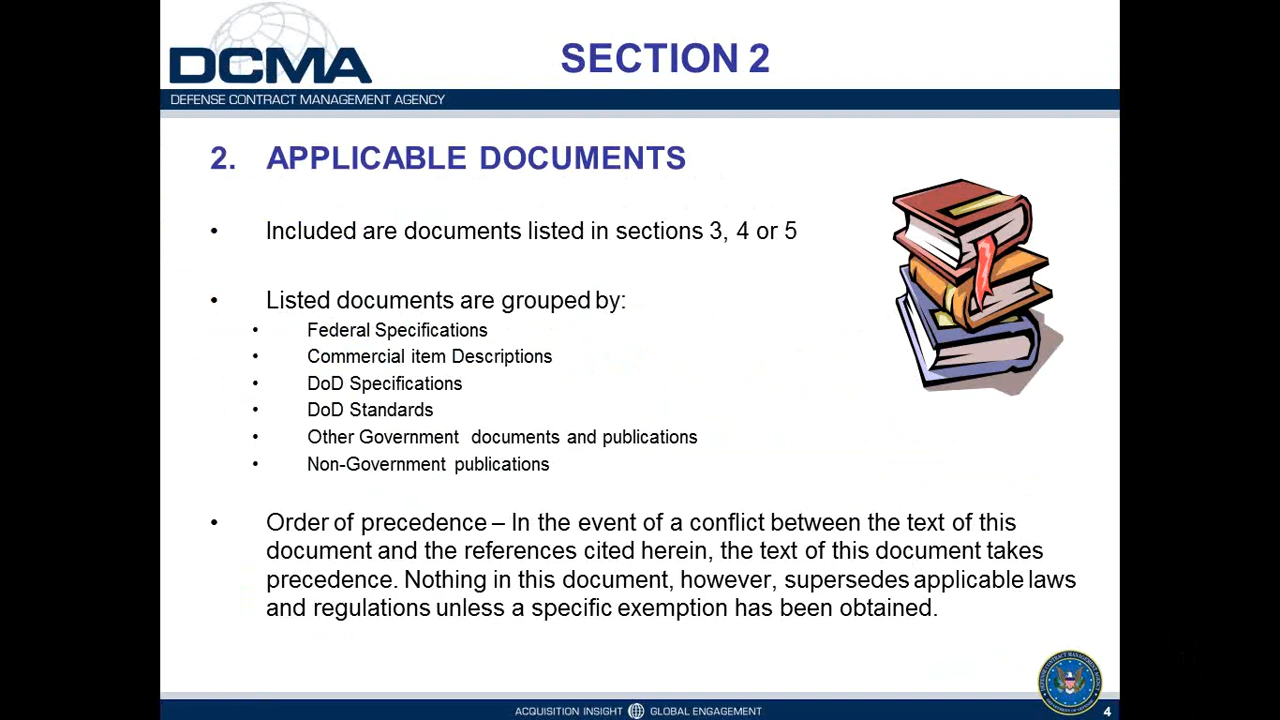 DCMA
DEFENSE CONTRACT MANAGEMENT AGENCY
SECTION 2
2. APPLICABLE DOCUMENTS
• Included are documents listed in sections 3, 4 or 5
• Listed documents are grouped by:
• Federal Specifications
• Commercial item Descriptions
• DoD Specifications
• DoD Standards
• Other Government documents and publications
• Non-Government publications
• Order of precedence – In the event of a conflict between the text of this
document and the references cited herein, the text of this document takes
precedence. Nothing in this document, however, supersedes applicable laws
and regulations unless a specific exemption has been obtained.
ACQUISITION INSIGHT GLOBAL ENGAGEMENT
4